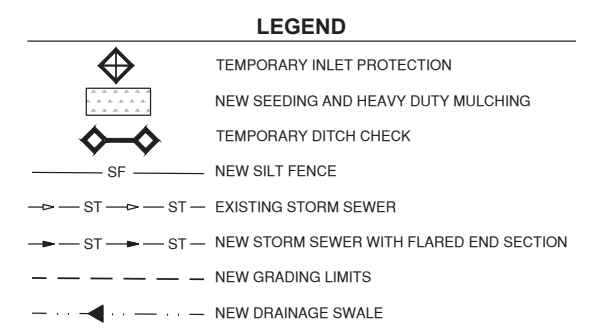 LEGEND
TEMPORARY INLET PROTECTION
NEW SEEDING AND HEAVY DUTY MULCHING
TEMPORARY DITCH CHECK
SF NEW SILT FENCE
ST ST EXISTING STORM SEWER
ST ST NEW STORM SEWER WITH FLARED END SECTION
NEW GRADING LIMITS
NEW DRAINAGE SWALE